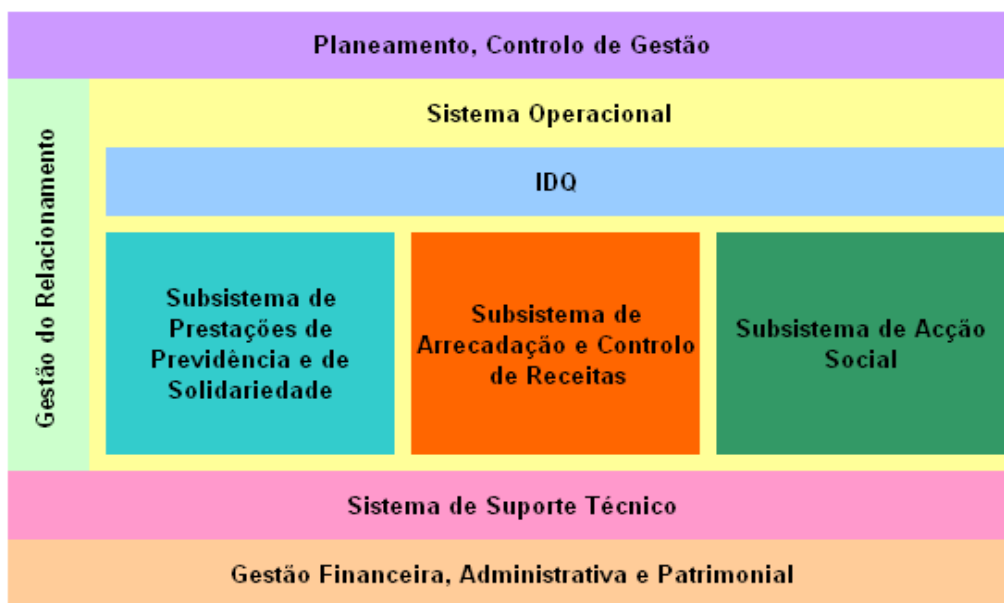 Planeamento, Controlo de Gestão
Gestão do Relacionamento
Sistema Operacional
IDQ
Subsistema de
Prestações de
Previdência e de
Solidariedade
Subsistema de
Arrecadação e Controlo
de Receitas
Subsistema de Acção
Social
Sistema de Suporte Técnico
Gestão Financeira, Administrativa e Patrimonial